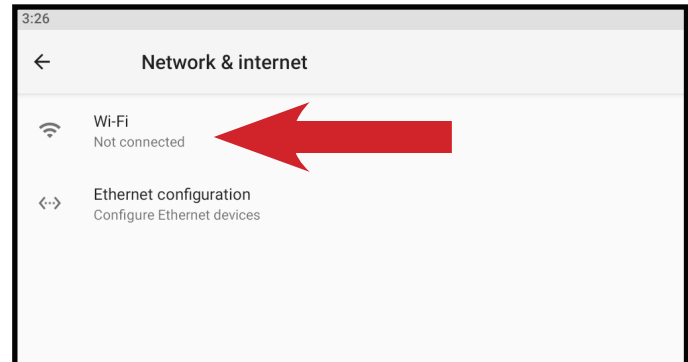 3:26
Network & internet
Wi-Fi
Not connected
Ethernet configuration
Configure Ethernet devices